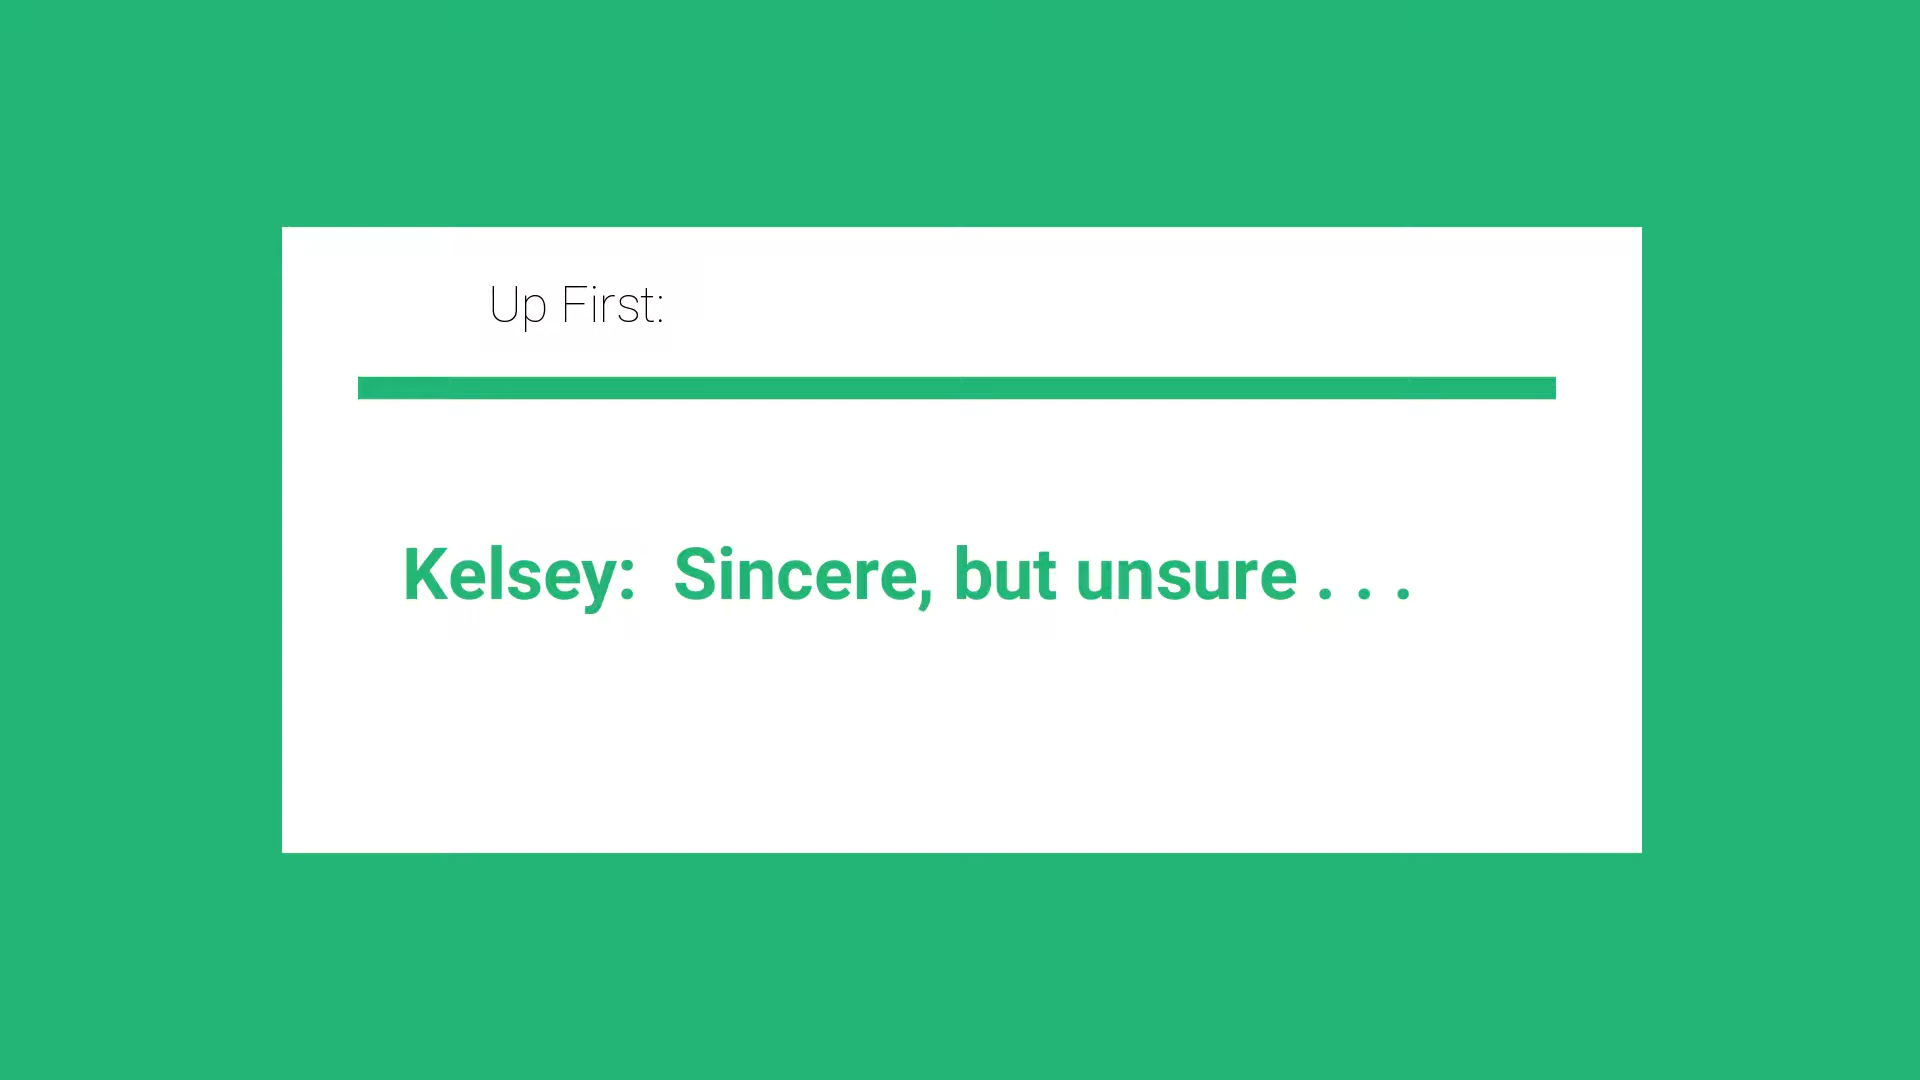 Up First:
Kelsey:  Sincere, but unsure . . .